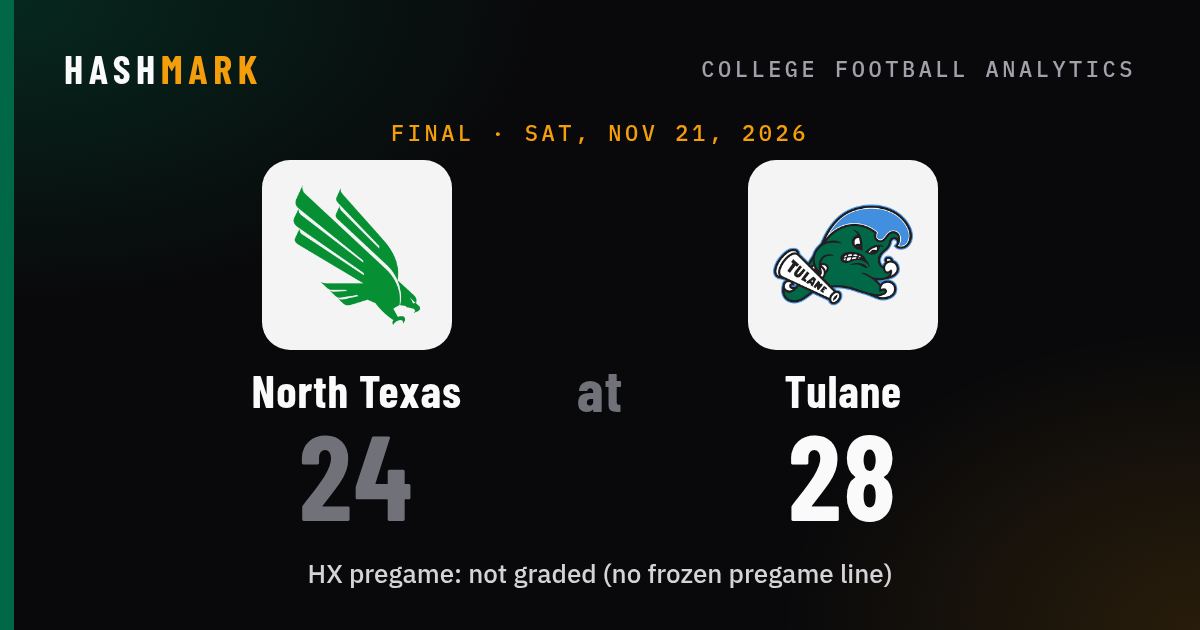 HASHMARK
COLLEGE FOOTBALL ANALYTICS
FINAL · SAT, NOV 21, 2026
TULANE
North Texas
at
Tulane
24
28
HX pregame: not graded (no frozen pregame line)